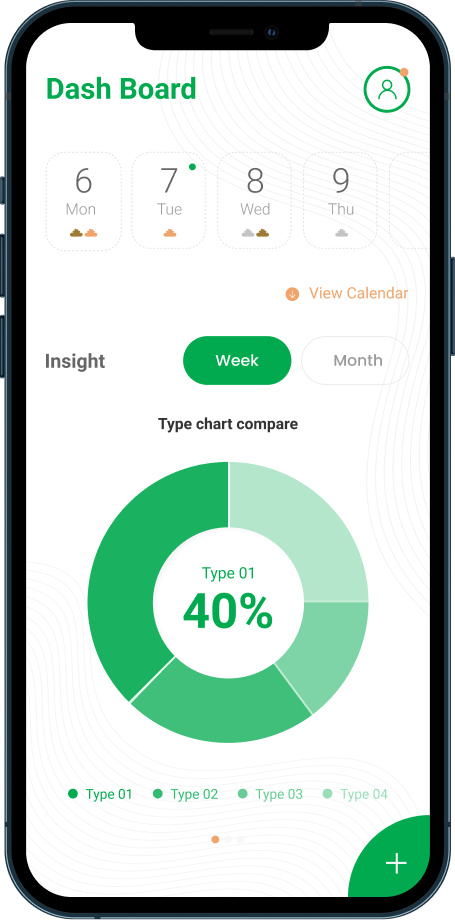 Dash Board
6 7 8 9
Mon Tue Wed Thu
View Calendar
Insight Week Month
Type chart compare
Type 01
40%
Type 01 Type 02 Type 03 Type 04